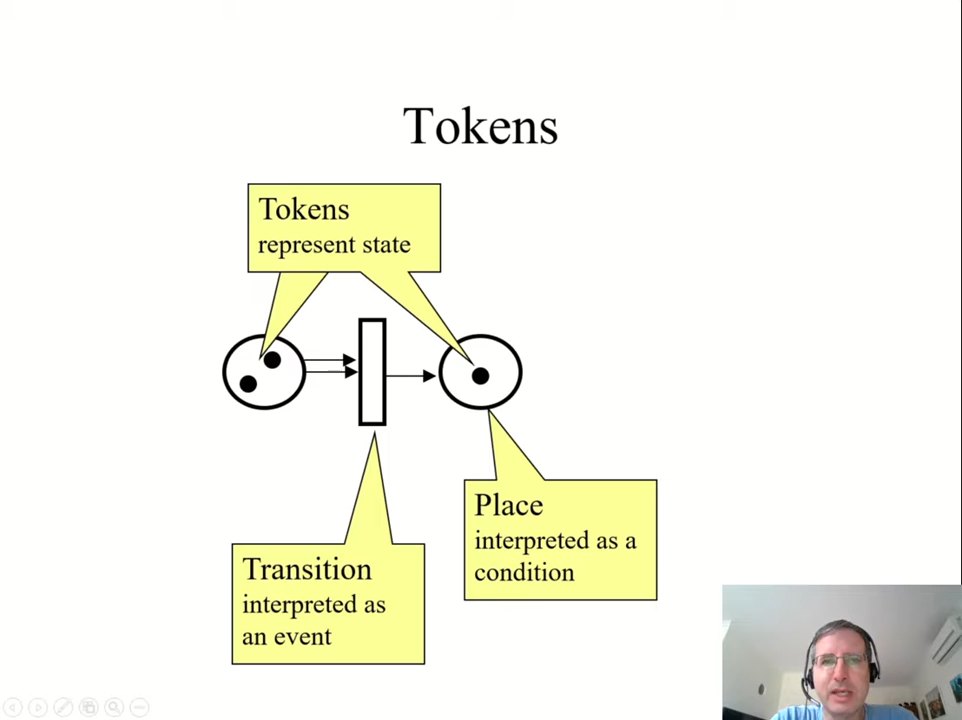 Tokens
Tokens
represent state
Place
interpreted as a
condition
Transition
interpreted as
an event